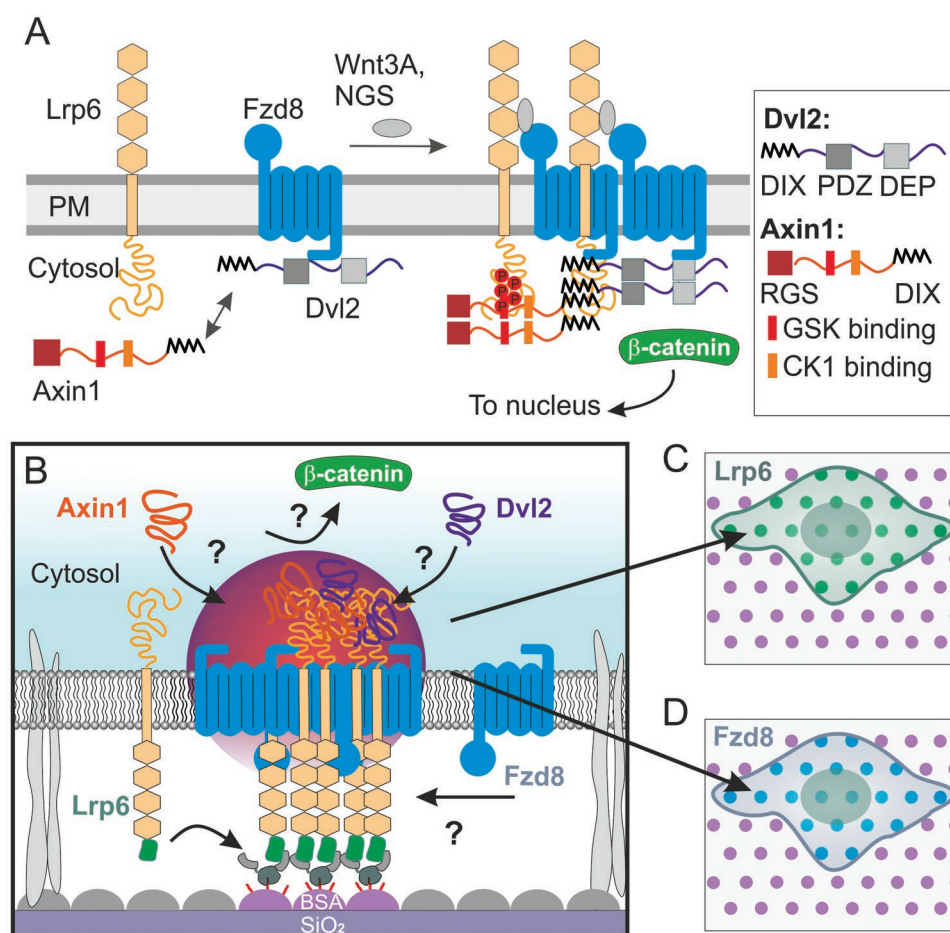 A
Lrp6
Fzd8
Wnt3A,
NGS
PM
Cytosol
Dvl2
Axin1
P
P
P
P
P
β-catenin
To nucleus
Dvl2:
DIX PDZ DEP
Axin1:
RGS DIX
GSK binding
CK1 binding
B
β-catenin
Axin1
Dvl2
?
?
?
Cytosol
Lrp6
Fzd8
?
BSA
SiO₂
C
Lrp6
D
Fzd8